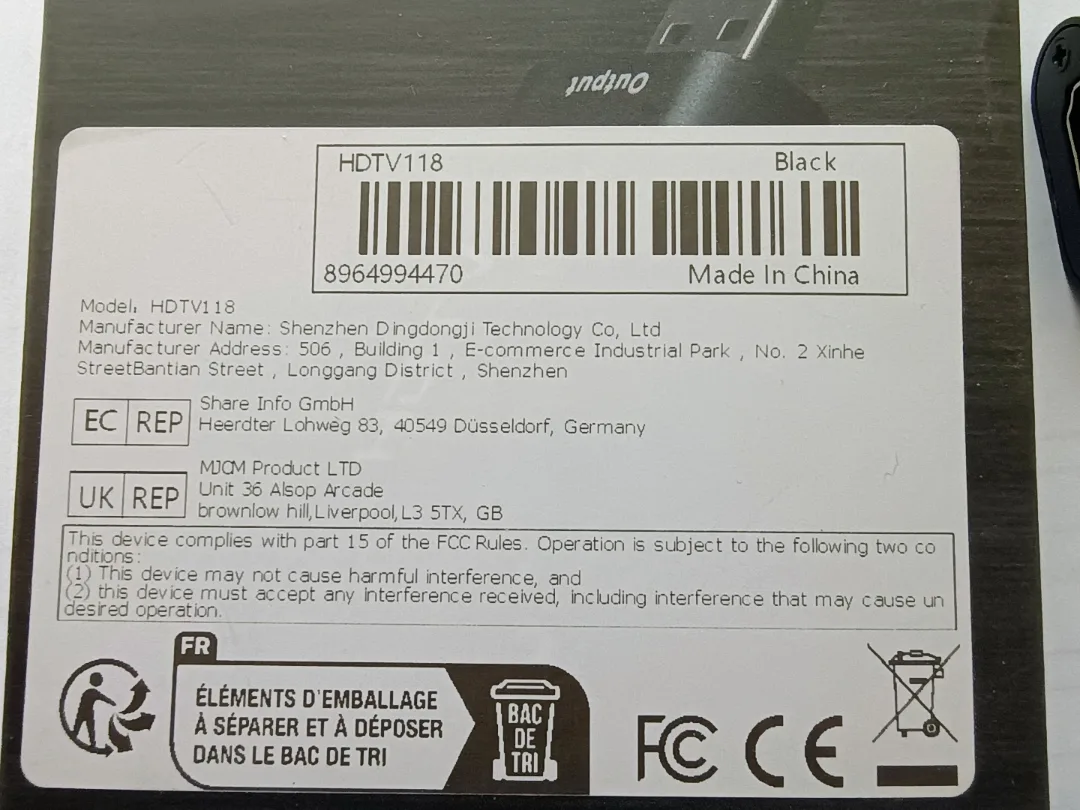 Output
HDTV118 Black
8964994470 Made In China
Model: HDTV118
Manufacturer Name: Shenzhen Dingdongji Technology Co, Ltd
Manufacturer Address: 506 , Building 1 , E-commerce Industrial Park , No. 2 Xinhe
StreetBantian Street , Longgang District , Shenzhen
EC REP
Share Info GmbH
Heerdter Lohweg 83, 40549 Düsseldorf, Germany
UK REP
MJCM Product LTD
Unit 36 Alsop Arcade
brownlow hill,Liverpool,L3 5TX, GB
This device complies with part 15 of the FCC Rules. Operation is subject to the following two co
nditions:
(1) This device may not cause harmful interference, and
(2) this device must accept any interference received, including interference that may cause un
desired operation.
FR
ÉLÉMENTS D'EMBALLAGE
À SÉPARER ET À DÉPOSER
DANS LE BAC DE TRI
BAC
DE
TRI
FC CE